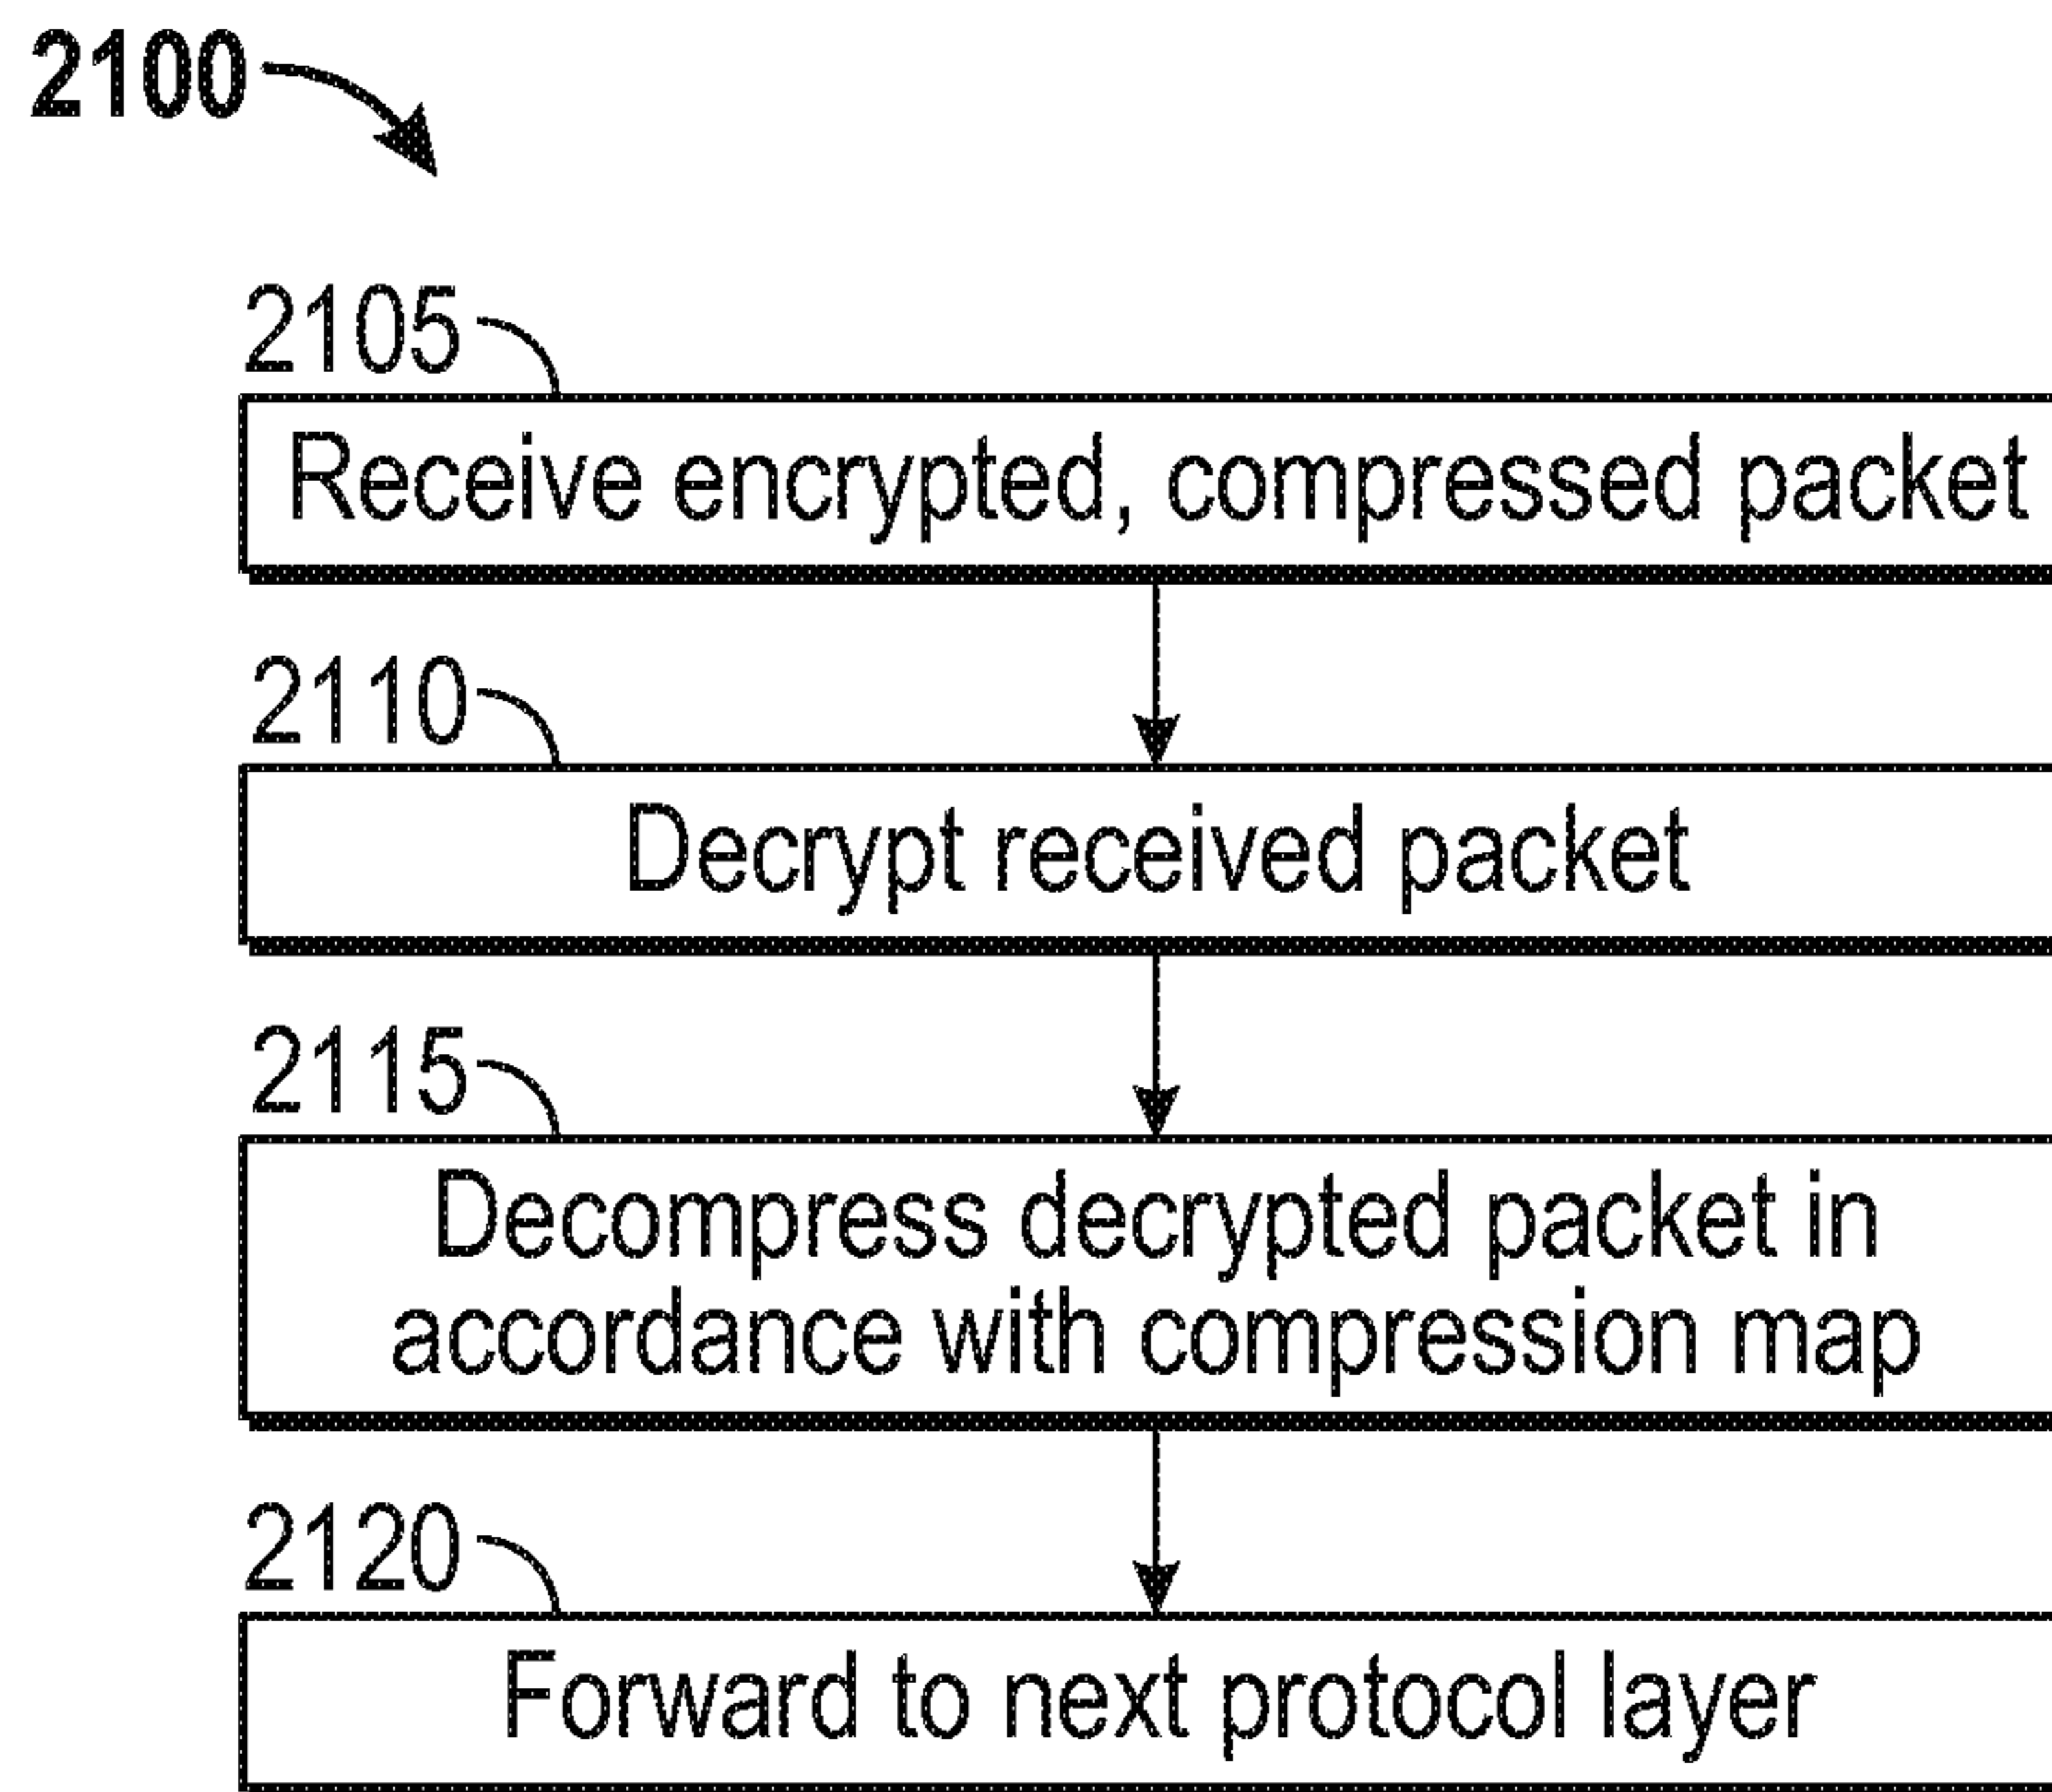 2100
2105
Receive encrypted, compressed packet
2110
Decrypt received packet
2115
Decompress decrypted packet in
accordance with compression map
2120
Forward to next protocol layer